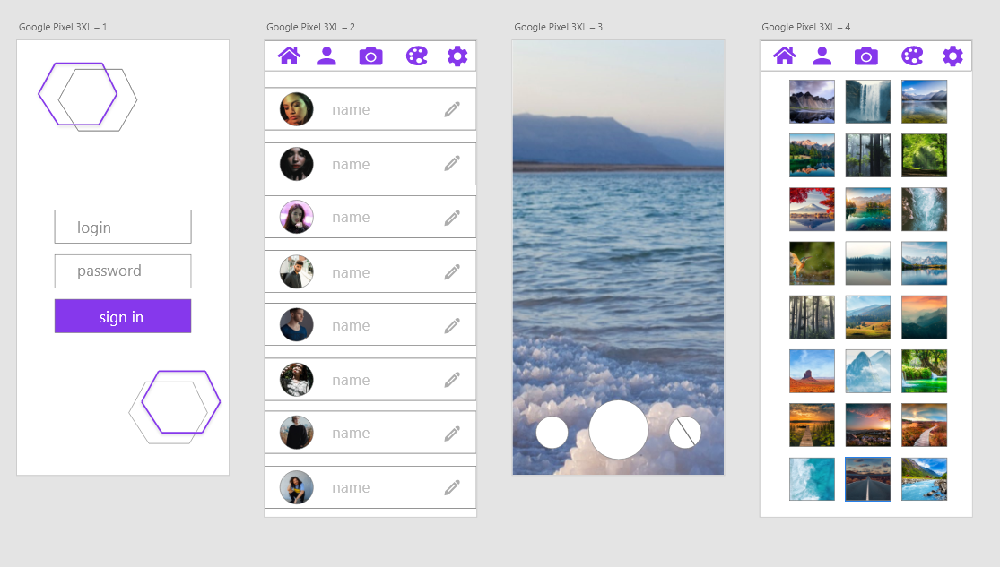 Google Pixel 3XL – 1
login
password
sign in
Google Pixel 3XL – 2
name
name
name
name
name
name
name
name
Google Pixel 3XL – 3
Google Pixel 3XL – 4